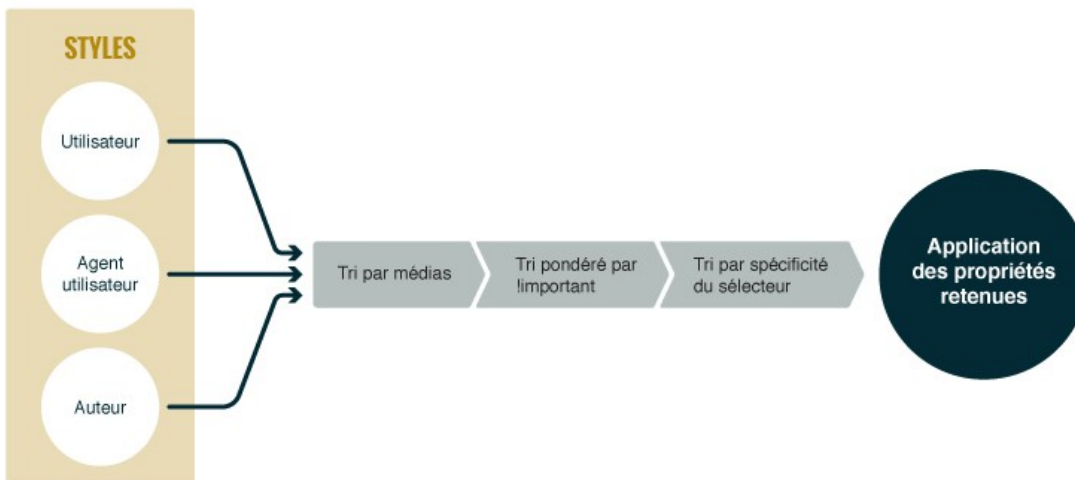 STYLES
Utilisateur
Agent
utilisateur
Auteur
Tri par médias
Tri pondéré par
!important
Tri par spécificité
du sélecteur
Application
des propriétés
retenues